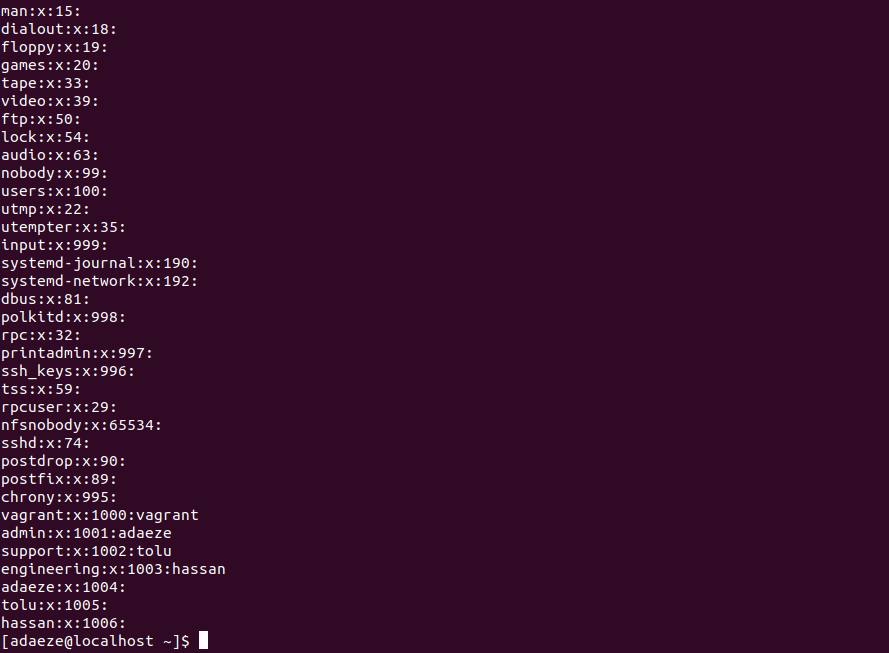 man:x:15:
dialout:x:18:
floppy:x:19:
games:x:20:
tape:x:33:
video:x:39:
ftp:x:50:
lock:x:54:
audio:x:63:
nobody:x:99:
users:x:100:
utmp:x:22:
utempter:x:35:
input:x:999:
systemd-journal:x:190:
systemd-network:x:192:
dbus:x:81:
polkitd:x:998:
rpc:x:32:
printadmin:x:997:
ssh_keys:x:996:
tss:x:59:
rpcuser:x:29:
nfsnobody:x:65534:
sshd:x:74:
postdrop:x:90:
postfix:x:89:
chrony:x:995:
vagrant:x:1000:vagrant
admin:x:1001:adaeze
support:x:1002:tolu
engineering:x:1003:hassan
adaeze:x:1004:
tolu:x:1005:
hassan:x:1006:
[adaeze@localhost ~]$